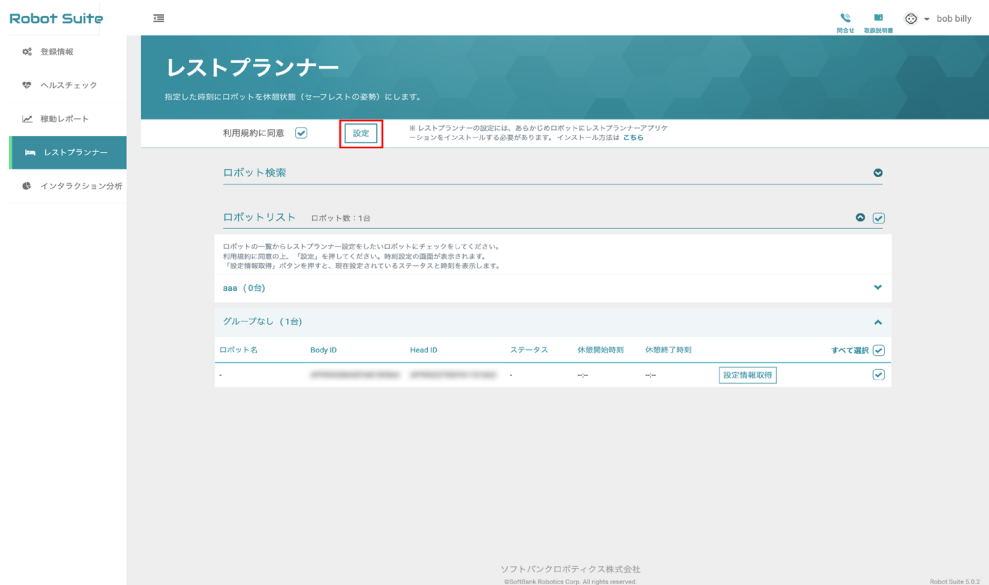 Robot Suite
問合せ
取扱説明書
bob billy
登録情報
ヘルスチェック
稼動レポート
レストプランナー
インタラクション分析
レストプランナー
指定した時刻にロボットを休憩状態（セーフレストの姿勢）にします。
利用規約に同意
設定
※ レストプランナーの設定には、あらかじめロボットにレストプランナーアプリケ
ーションをインストールする必要があります。インストール方法は こちら
ロボット検索
ロボットリスト ロボット数：1台
ロボットの一覧からレストプランナー設定をしたいロボットにチェックをしてください。
利用規約に同意の上、「設定」を押してください。時刻設定の画面が表示されます。
「設定情報取得」ボタンを押すと、現在設定されているステータスと時刻を表示します。
aaa（0台）
グループなし（1台）
ロボット名 Body ID Head ID ステータス 休憩開始時刻 休憩終了時刻 すべて選択
- - --:-- --:-- 設定情報取得
ソフトバンクロボティクス株式会社
©SoftBank Robotics Corp. All rights reserved.
Robot Suite 5.0.2